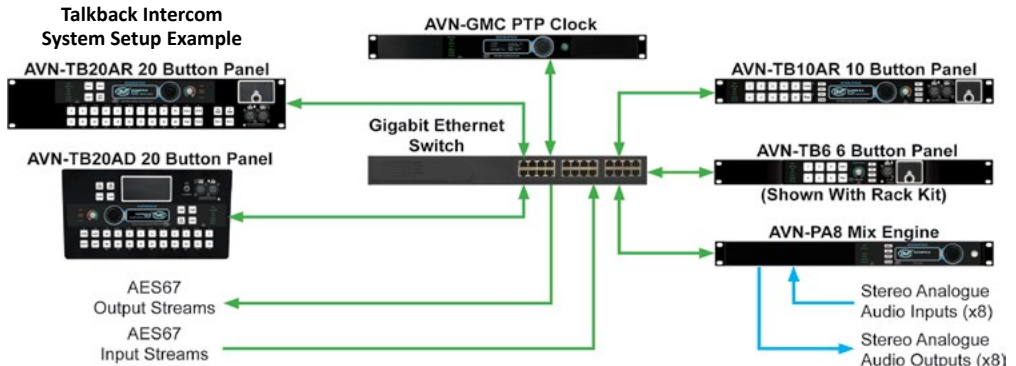 Talkback Intercom
System Setup Example
AVN-GMC PTP Clock
AVN-TB20AR 20 Button Panel
AVN-TB10AR 10 Button Panel
Gigabit Ethernet
Switch
AVN-TB20AD 20 Button Panel
AVN-TB6 6 Button Panel
(Shown With Rack Kit)
AVN-PA8 Mix Engine
AES67
Output Streams
AES67
Input Streams
Stereo Analogue
Audio Inputs (x8)
Stereo Analogue
Audio Outputs (x8)